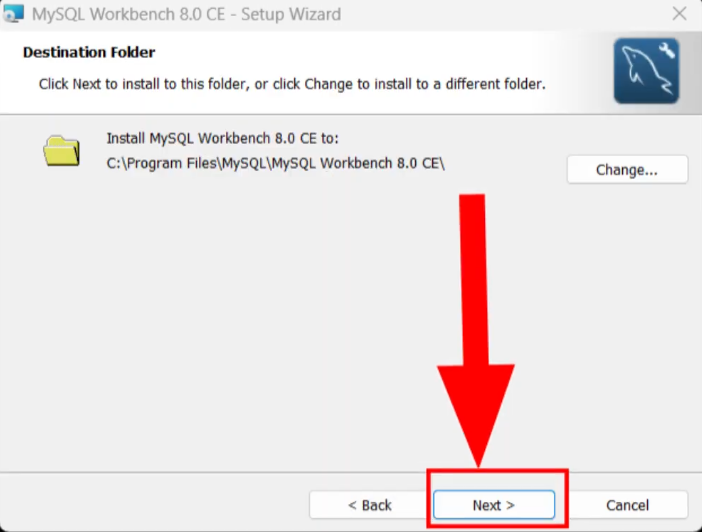 MySQL Workbench 8.0 CE - Setup Wizard
Destination Folder
Click Next to install to this folder, or click Change to install to a different folder.
Install MySQL Workbench 8.0 CE to:
C:\Program Files\MySQL\MySQL Workbench 8.0 CE\
Change...
< Back
Next >
Cancel